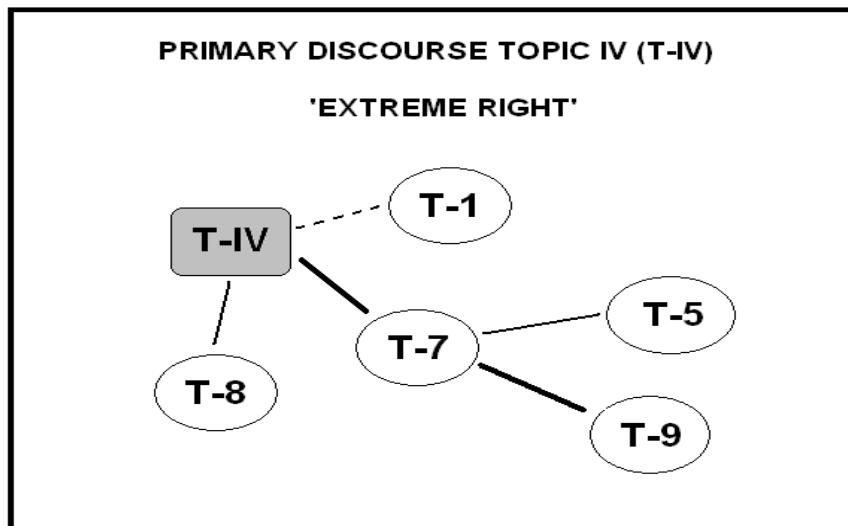 PRIMARY DISCOURSE TOPIC IV (T-IV)
'EXTREME RIGHT'
T-1
T-IV
T-5
T-7
T-8
T-9